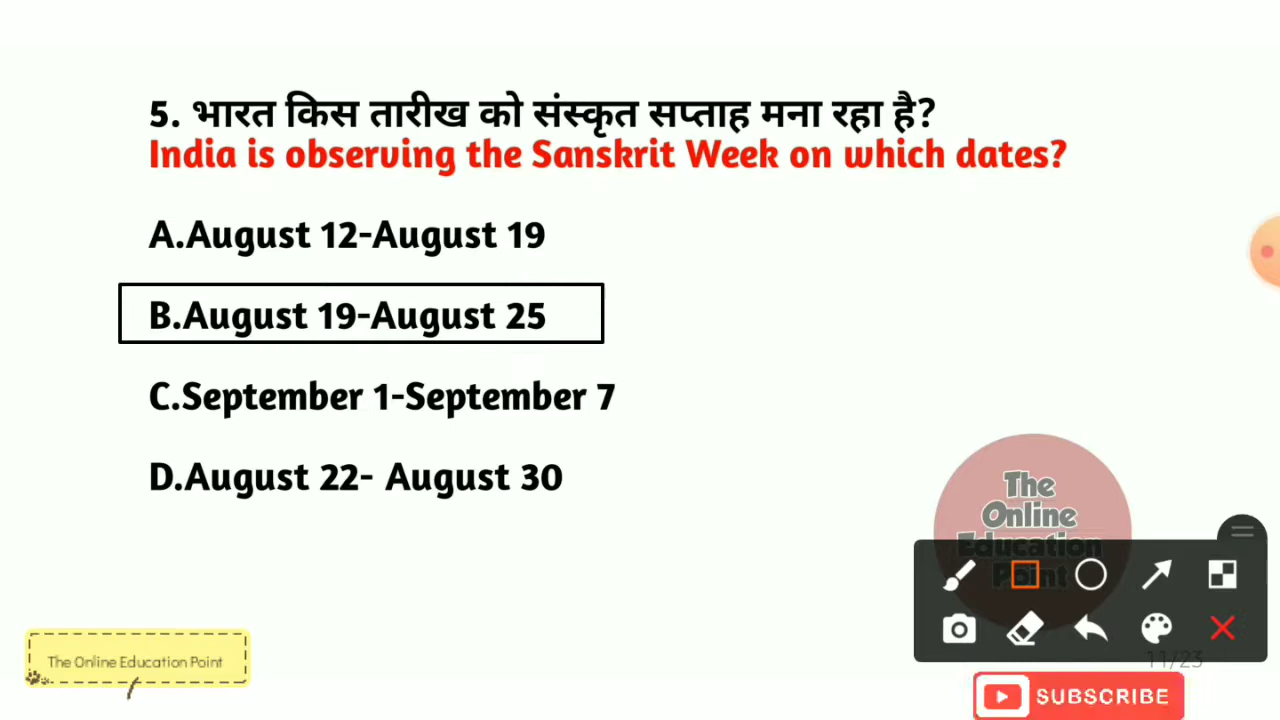 5. भारत किस तारीख को संस्कृत सप्ताह मना रहा है?
India is observing the Sanskrit Week on which dates?
A.August 12-August 19
B.August 19-August 25
C.September 1-September 7
D.August 22- August 30
The
Online
Education
Point
The Online Education Point
11/23
SUBSCRIBE